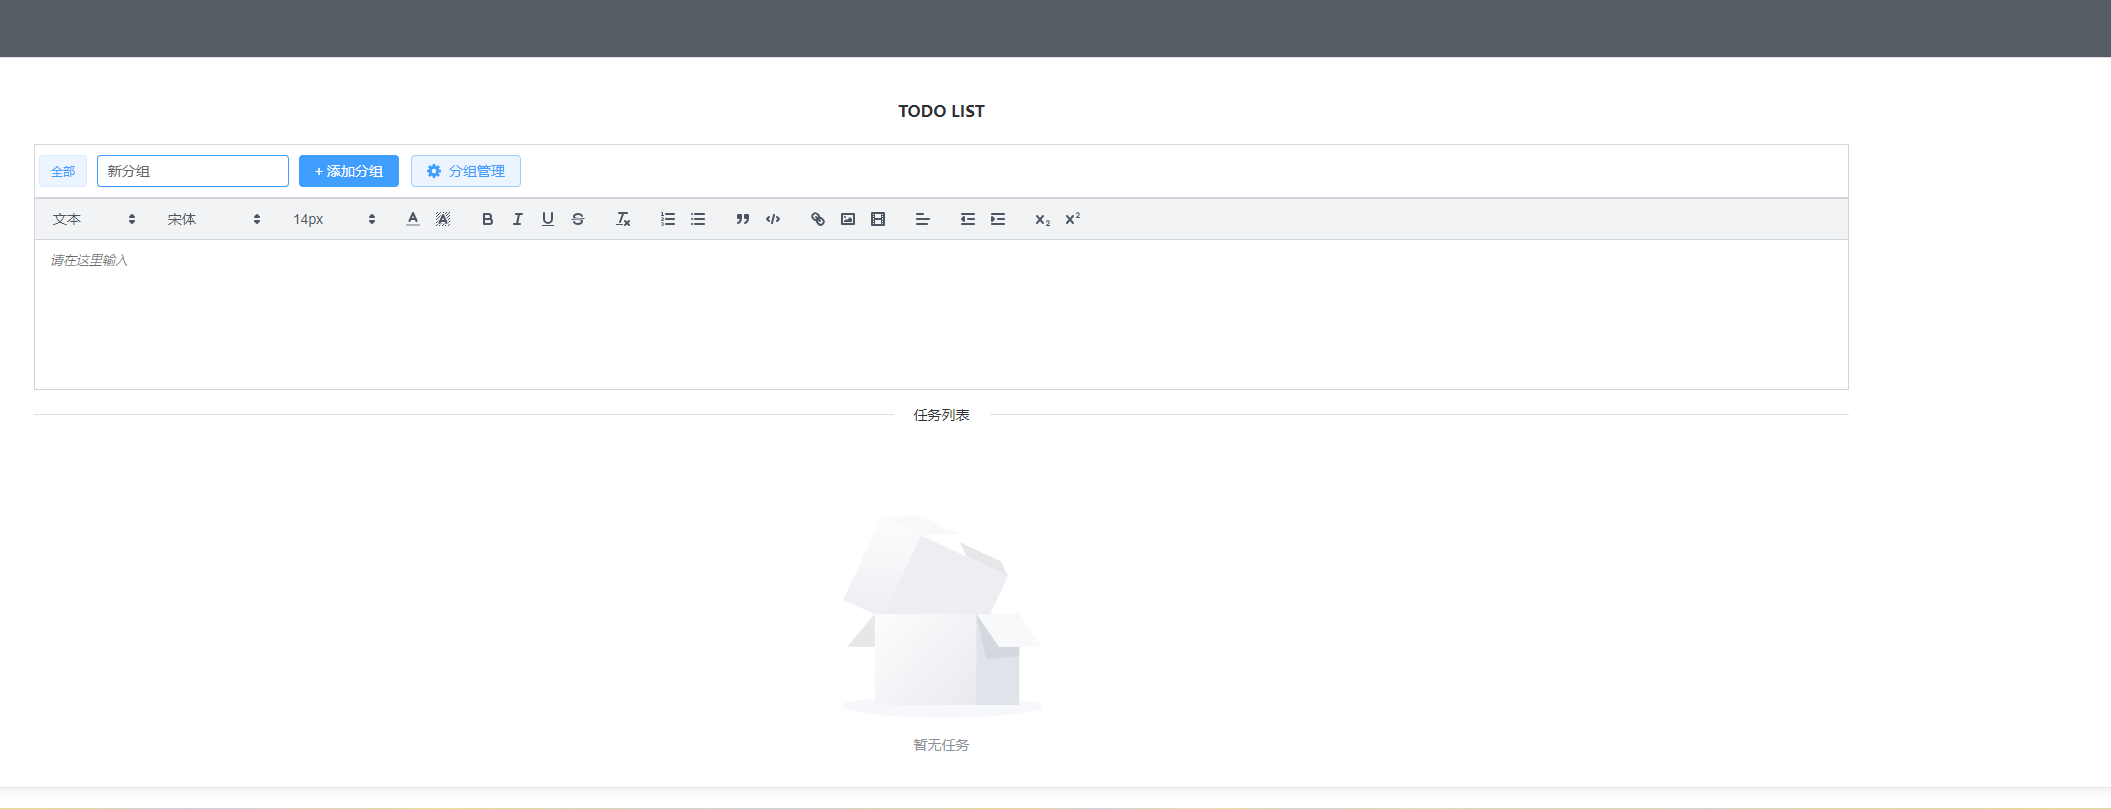 TODO LIST
全部 新分组 + 添加分组 分组管理
文本 宋体 14px
请在这里输入
任务列表
暂无任务